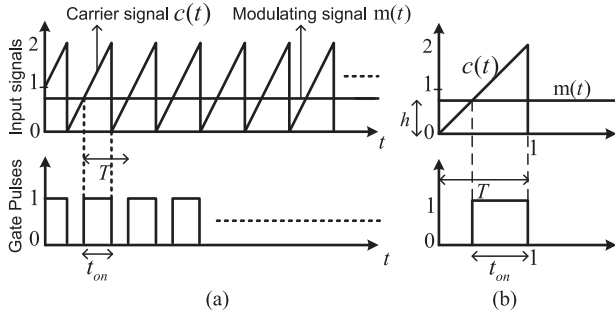 Carrier signal c(t)
Modulating signal m(t)
Input signals
2
1
0
t
T
Gate Pulses
1
0
t
t_on
(a)
2
1
0
c(t)
m(t)
h
1
T
1
0
t_on
1
(b)